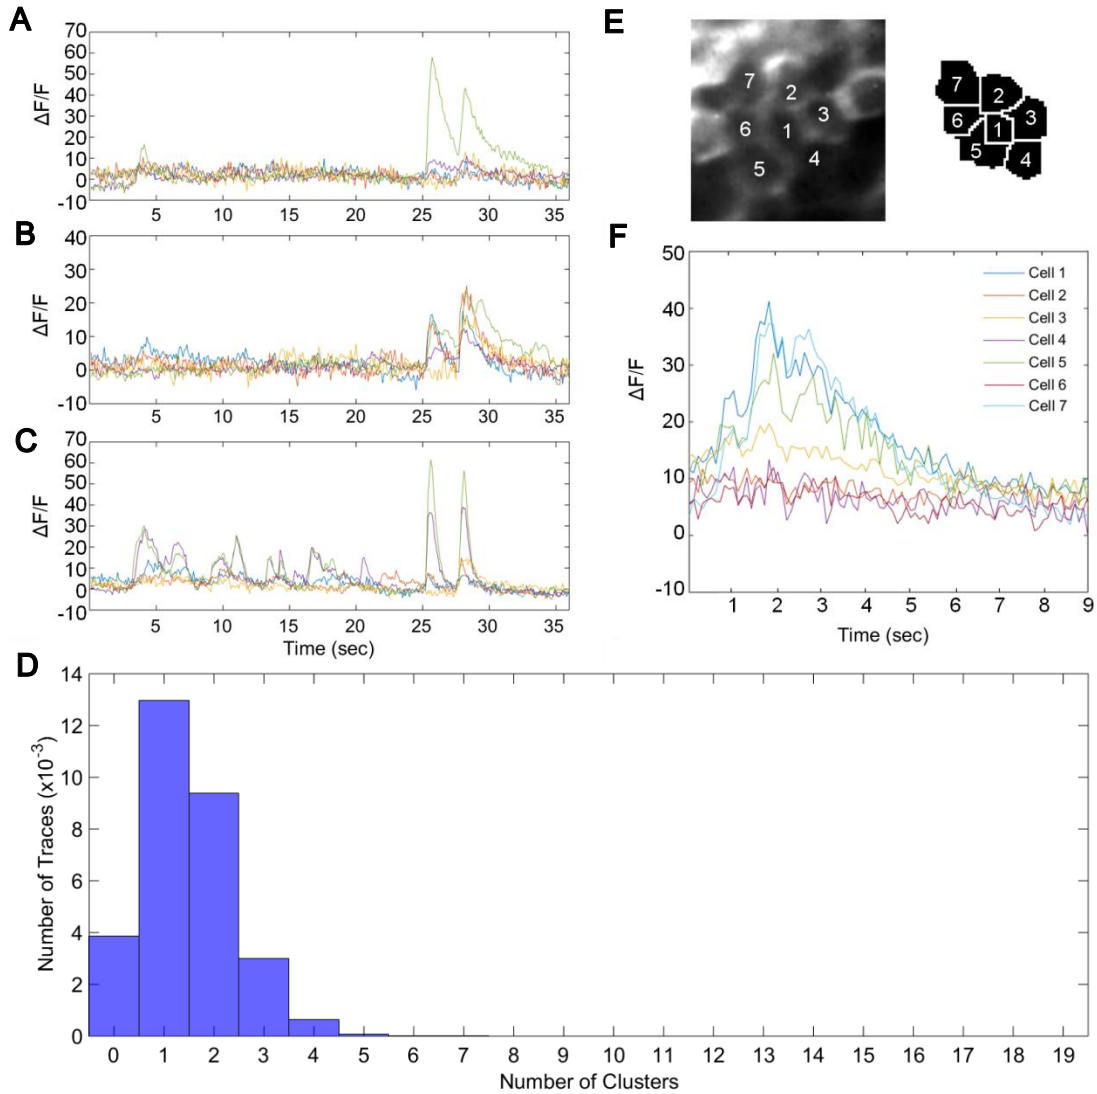 A
ΔF/F
70
60
50
40
30
20
10
0
-10
5 10 15 20 25 30 35
B
ΔF/F
40
30
20
10
0
-10
5 10 15 20 25 30 35
C
ΔF/F
70
60
50
40
30
20
10
0
-10
5 10 15 20 25 30 35
Time (sec)
D
Number of Traces (x10-3)
14
12
10
8
6
4
2
0
0 1 2 3 4 5 6 7 8 9 10 11 12 13 14 15 16 17 18 19
Number of Clusters
E
7
2
3
6 1
4
5
7
2
6 3
1
5 4
F
ΔF/F
50
40
30
20
10
0
-10
Cell 1
Cell 2
Cell 3
Cell 4
Cell 5
Cell 6
Cell 7
1 2 3 4 5 6 7 8 9
Time (sec)